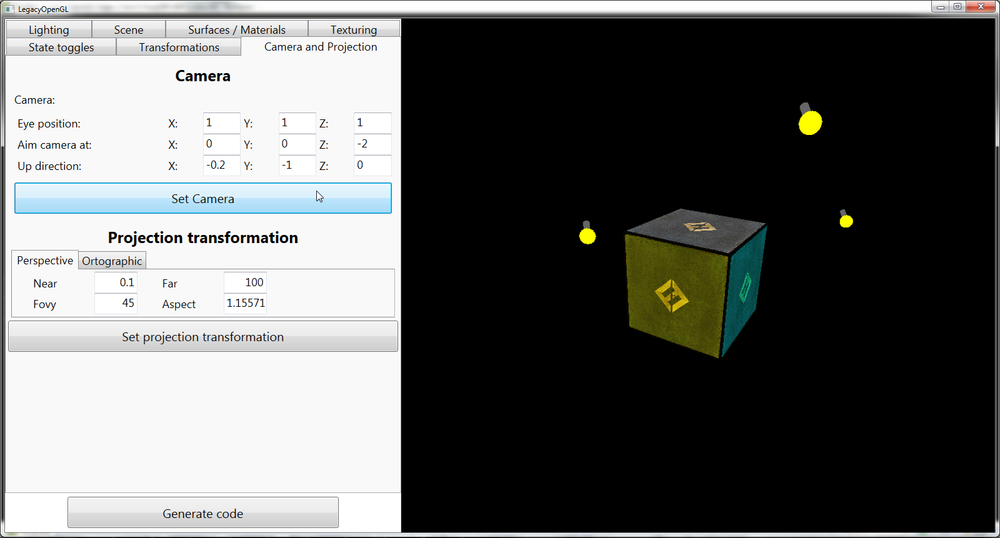 LegacyOpenGL
Lighting Scene Surfaces / Materials Texturing
State toggles Transformations Camera and Projection
Camera
Camera:
Eye position: X: 1 Y: 1 Z: 1
Aim camera at: X: 0 Y: 0 Z: -2
Up direction: X: -0.2 Y: -1 Z: 0
Set Camera
Projection transformation
Perspective Ortographic
Near 0.1 Far 100
Fovy 45 Aspect 1.15571
Set projection transformation
Generate code